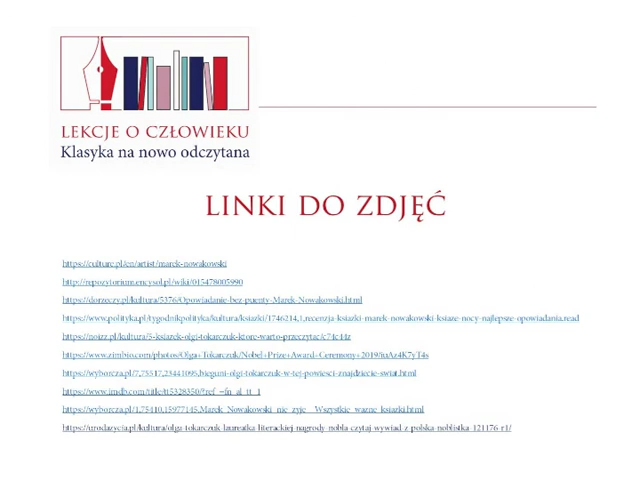 LEKCJE O CZŁOWIEKU
Klasyka na nowo odczytana
LINKI DO ZDJĘĆ
https://culture.pl/en/artist/marek-nowakowski
http://repozytorium.encysol.pl/wiki/015478005990
https://dorzeczy.pl/kultura/5376/Opowiadanie-bez-puenty-Marek-Nowakowski.html
https://www.polityka.pl/tygodnikpolityka/kultura/ksiazki/1746214,1,recenzja-ksiazki-marek-nowakowski-ksiaze-nocy-najlepsze-opowiadania.read
https://noizz.pl/kultura/5-ksiazek-olgi-tokarczuk-ktore-warto-przeczytac/c74c44z
https://www.zimbio.com/photos/Olga+Tokarczuk/Nobel+Prize+Award+Ceremony+2019/iuAz4K7yT4s
https://wyborcza.pl/7,75517,23441095,bieguni-olgi-tokarczuk-w-tej-powiesci-znajdziecie-swiat.html
https://www.imdb.com/title/tt5328350/?ref_=fn_al_tt_1
https://wyborcza.pl/1,75410,15977145,Marek_Nowakowski_nie_zyje__Wszystkie_wazne_ksiazki.html
https://urodazycia.pl/kultura/olga-tokarczuk-laureatka-literackiej-nagrody-nobla-czytaj-wywiad-z-polska-noblistka-121176-r1/